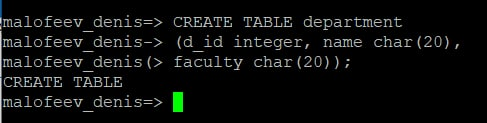 malofeev_denis=> CREATE TABLE department
malofeev_denis-> (d_id integer, name char(20),
malofeev_denis(> faculty char(20));
CREATE TABLE
malofeev_denis=>